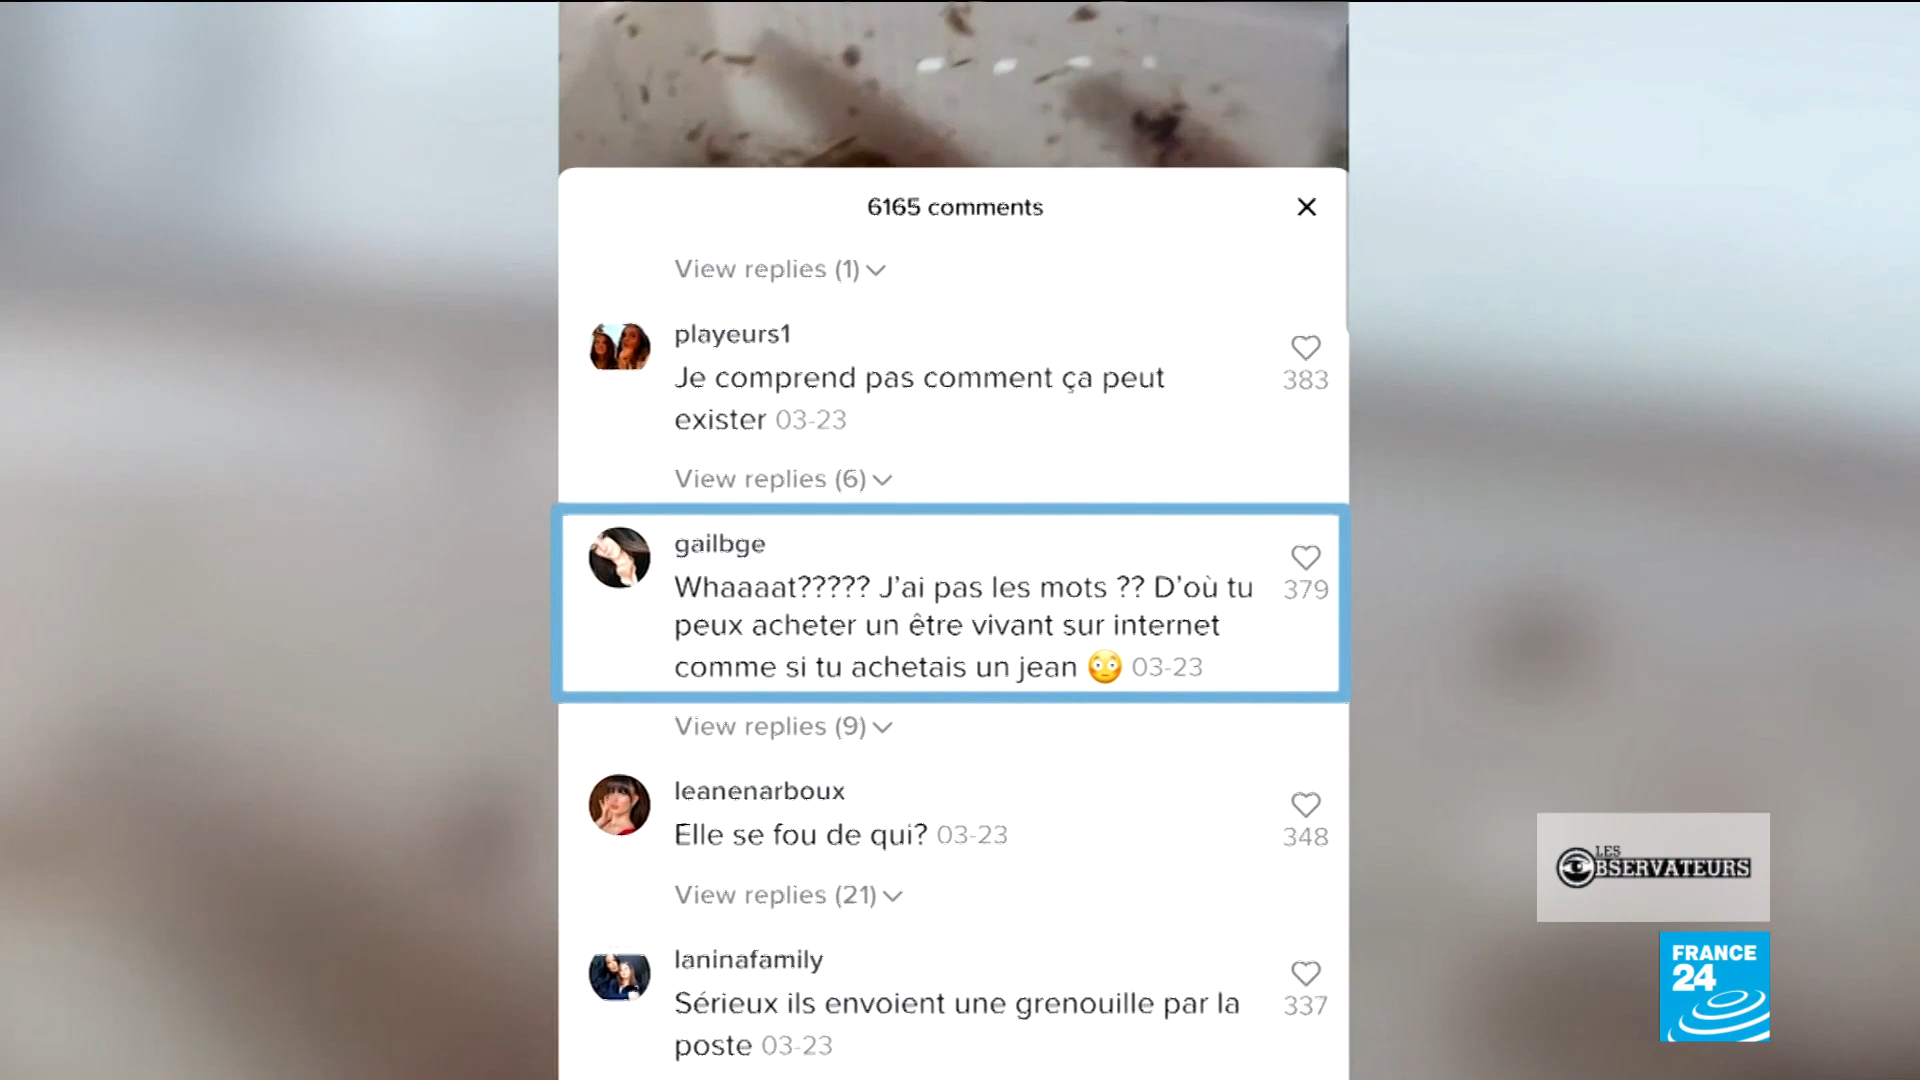 6165 comments
View replies (1)
playeurs1
Je comprend pas comment ça peut
exister 03-23
383
View replies (6)
gailbge
Whaaaat????? J'ai pas les mots ?? D'où tu
peux acheter un être vivant sur internet
comme si tu achetais un jean 😳 03-23
379
View replies (9)
leanenarboux
Elle se fou de qui? 03-23
348
View replies (21)
laninafamily
Sérieux ils envoient une grenouille par la
poste 03-23
337
LES
OBSERVATEURS
FRANCE
24